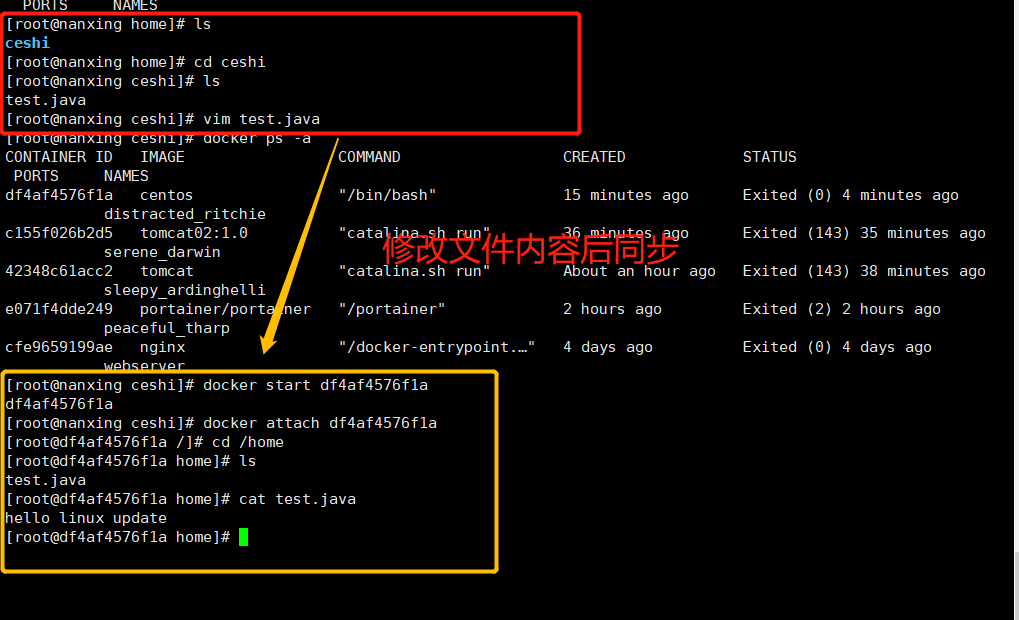 PORTS     NAMES
[root@nanxing home]# ls
ceshi
[root@nanxing home]# cd ceshi
[root@nanxing ceshi]# ls
test.java
[root@nanxing ceshi]# vim test.java
[root@nanxing ceshi]# docker ps -a
CONTAINER ID   IMAGE                 COMMAND                  CREATED             STATUS
PORTS     NAMES
df4af4576f1a   centos                "/bin/bash"              15 minutes ago      Exited (0) 4 minutes ago
distracted_ritchie
c155f026b2d5   tomcat02:1.0          "catalina.sh run"        36 minutes ago      Exited (143) 35 minutes ago
修改文件内容后同步
serene_darwin
42348c61acc2   tomcat                "catalina.sh run"        About an hour ago   Exited (143) 38 minutes ago
sleepy_ardinghelli
e071f4dde249   portainer/portainer   "/portainer"             2 hours ago         Exited (2) 2 hours ago
peaceful_tharp
cfe9659199ae   nginx                 "/docker-entrypoint.…"   4 days ago          Exited (0) 4 days ago
webserver
[root@nanxing ceshi]# docker start df4af4576f1a
df4af4576f1a
[root@nanxing ceshi]# docker attach df4af4576f1a
[root@df4af4576f1a /]# cd /home
[root@df4af4576f1a home]# ls
test.java
[root@df4af4576f1a home]# cat test.java
hello linux update
[root@df4af4576f1a home]#